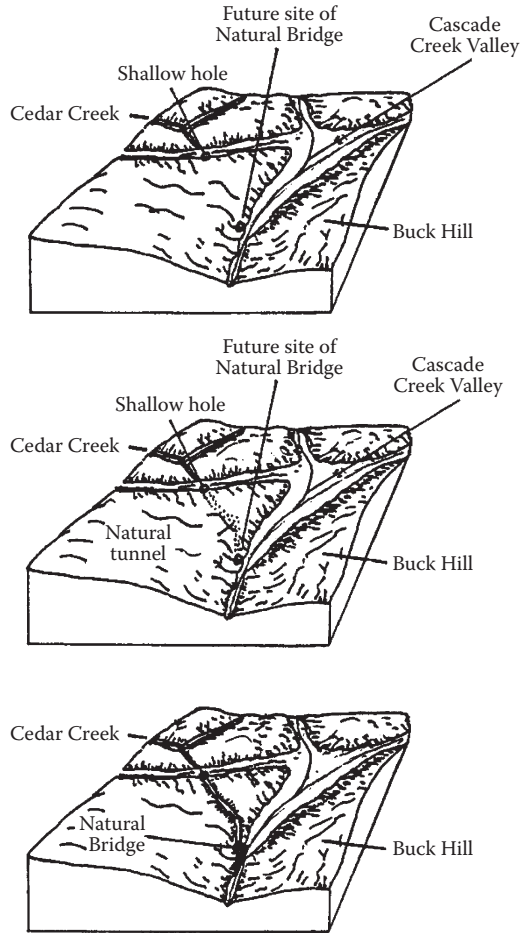 Future site of
Natural Bridge
Cascade
Creek Valley
Shallow hole
Cedar Creek
Buck Hill
Future site of
Natural Bridge
Cascade
Creek Valley
Shallow hole
Cedar Creek
Natural
tunnel
Buck Hill
Cedar Creek
Natural
Bridge
Buck Hill